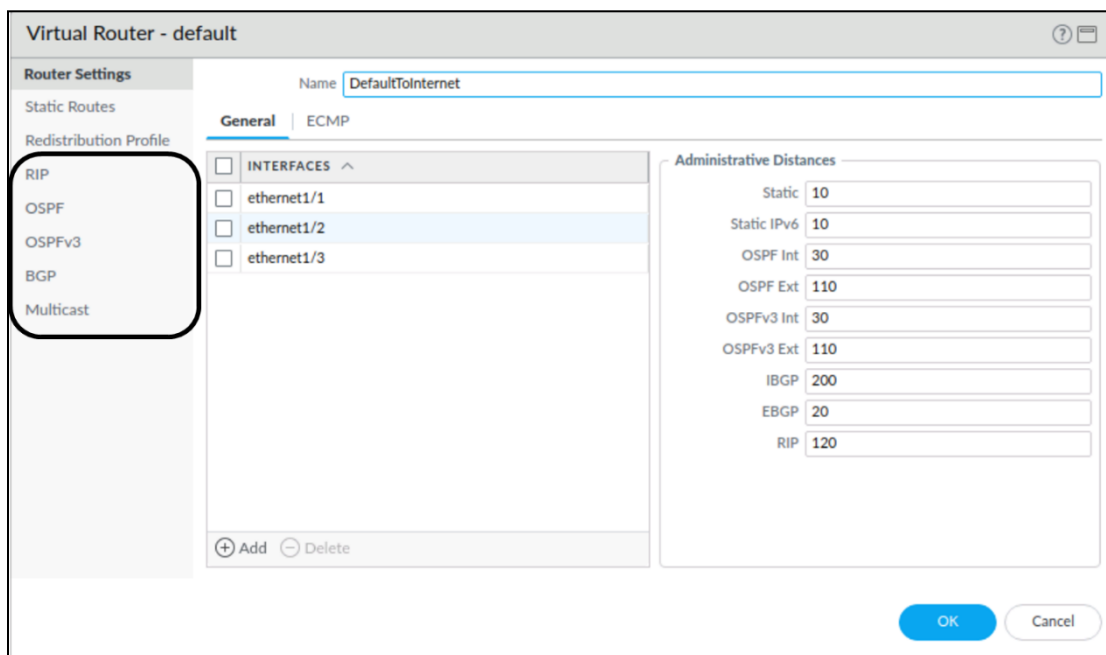 Virtual Router - default
Router Settings
Static Routes
Redistribution Profile
RIP
OSPF
OSPFv3
BGP
Multicast
Name DefaultToInternet
General ECMP
INTERFACES
ethernet1/1
ethernet1/2
ethernet1/3
Add Delete
Administrative Distances
Static 10
Static IPv6 10
OSPF Int 30
OSPF Ext 110
OSPFv3 Int 30
OSPFv3 Ext 110
IBGP 200
EBGP 20
RIP 120
OK Cancel